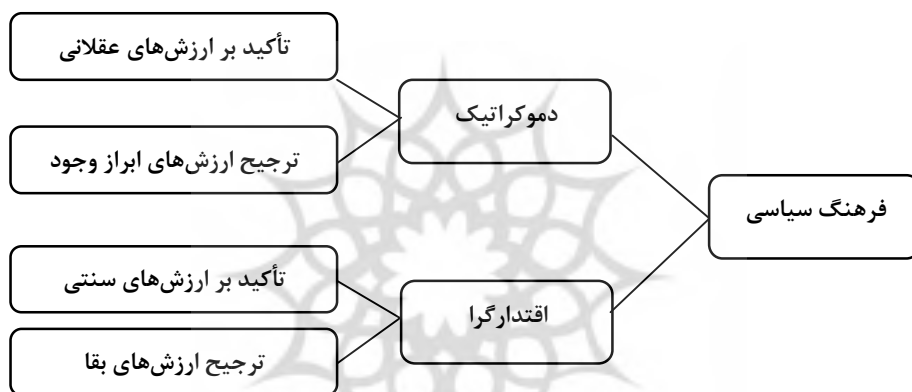 فرهنگ سیاسی
دموکراتیک
تأکید بر ارزش‌های عقلانی
ترجیح ارزش‌های ابراز وجود
اقتدارگرا
تأکید بر ارزش‌های سنتی
ترجیح ارزش‌های بقا